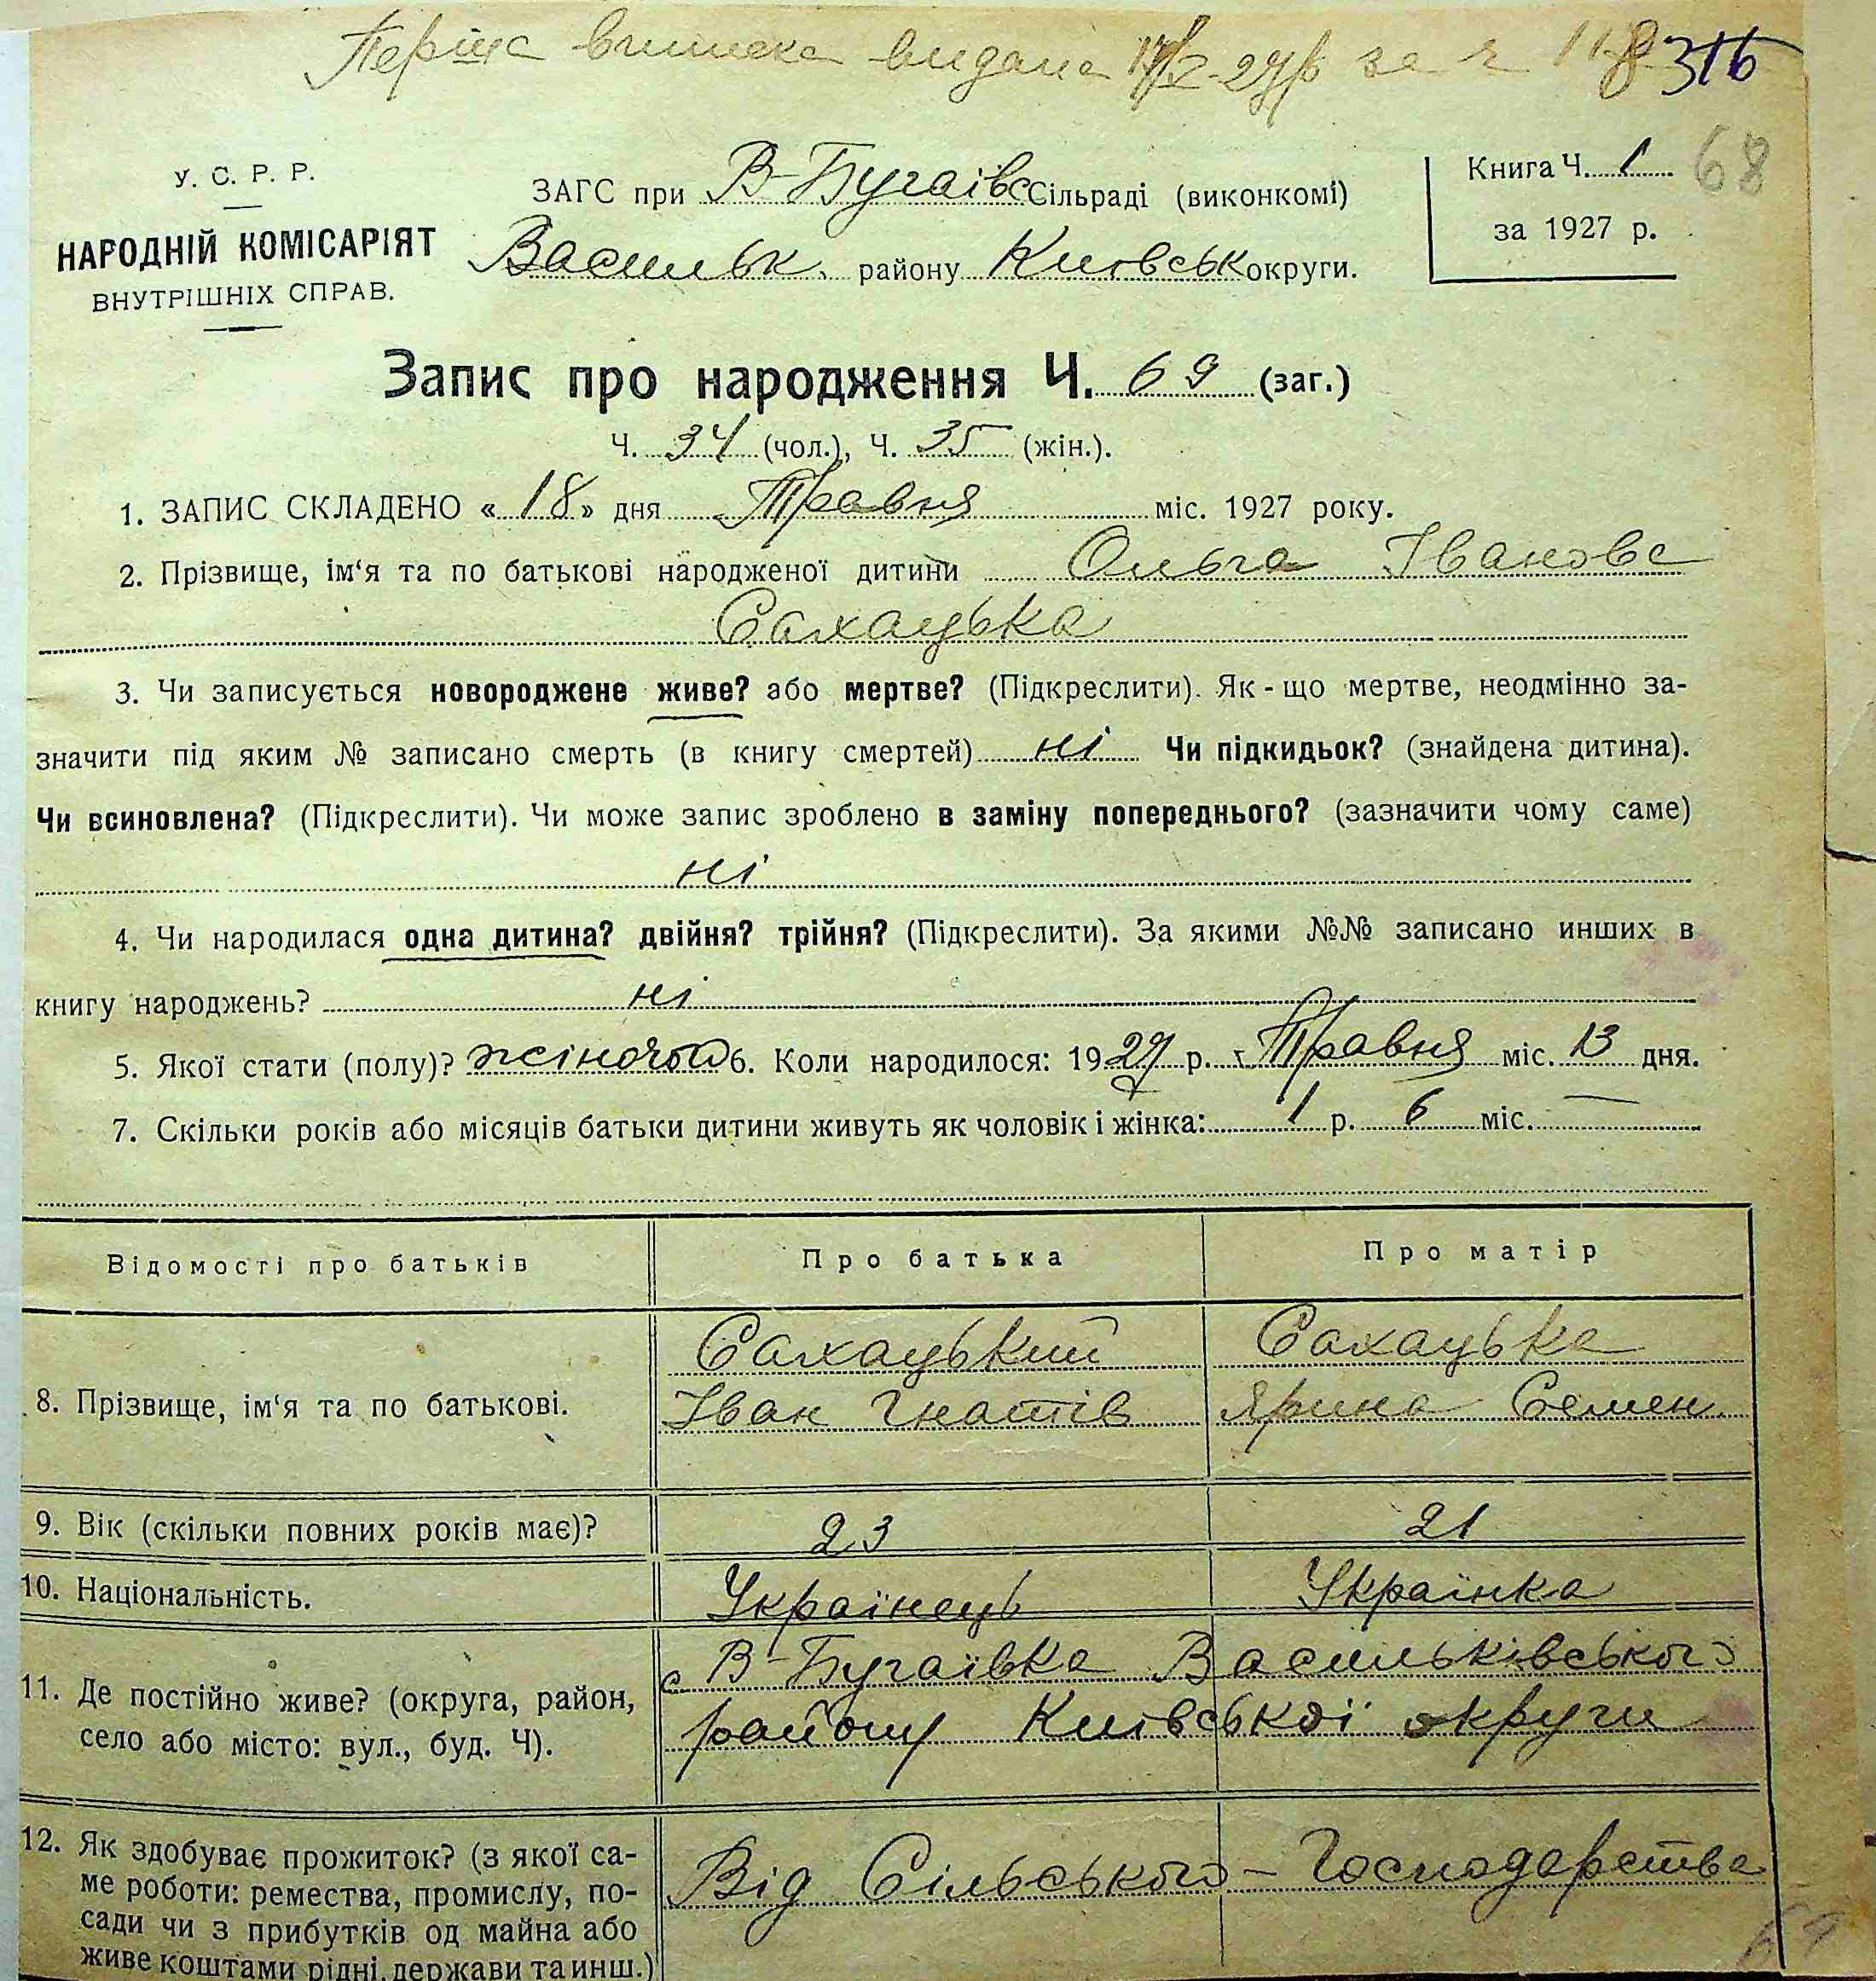 Перша виписка видана за 118 316
У. С. Р. Р.
НАРОДНІЙ КОМІСАРІЯТ
ВНУТРІШНІХ СПРАВ.
ЗАГС при В-Бугаївс Сільраді (виконкомі)
Васильк. району Київськ округи.
Книга Ч. 1 68
за 1927 р.
Запис про народження Ч. 69 (заг.)
Ч. 34 (чол.), Ч. 35 (жін.).
1. ЗАПИС СКЛАДЕНО « 18 » дня Травня міс. 1927 року.
2. Прізвище, ім‘я та по батькові народженої дитини Ольга Іванова
Сахацька
3. Чи записується новороджене живе? або мертве? (Підкреслити). Як-що мертве, неодмінно за-
значити під яким № записано смерть (в книгу смертей) ні Чи підкидьок? (знайдена дитина).
Чи всиновлена? (Підкреслити). Чи може запис зроблено в заміну попереднього? (зазначити чому саме)
ні
4. Чи народилася одна дитина? двійня? трійня? (Підкреслити). За якими №№ записано инших в
книгу народжень? ні
5. Якої стати (полу)? жіночої 6. Коли народилося: 1927 р. Травня міс. 13 дня.
7. Скільки років або місяців батьки дитини живуть як чоловік і жінка: 1 р. 6 міс. —
Відомості про батьків Про батька Про матір
Сахацький Сахацька
8. Прізвище, ім‘я та по батькові. Іван Гнатів Ярина Семен.
9. Вік (скільки повних років має)? 23 21
10. Національність. Українець Українка
с. В-Бугаївка Васильківського
11. Де постійно живе? (округа, район, району Київської округи
село або місто: вул., буд. Ч).
12. Як здобуває прожиток? (з якої са-
ме роботи: ремества, промислу, по- Від Сільського-Господарства
сади чи з прибутків од майна або
живе коштами рідні, держави та инш.) 69